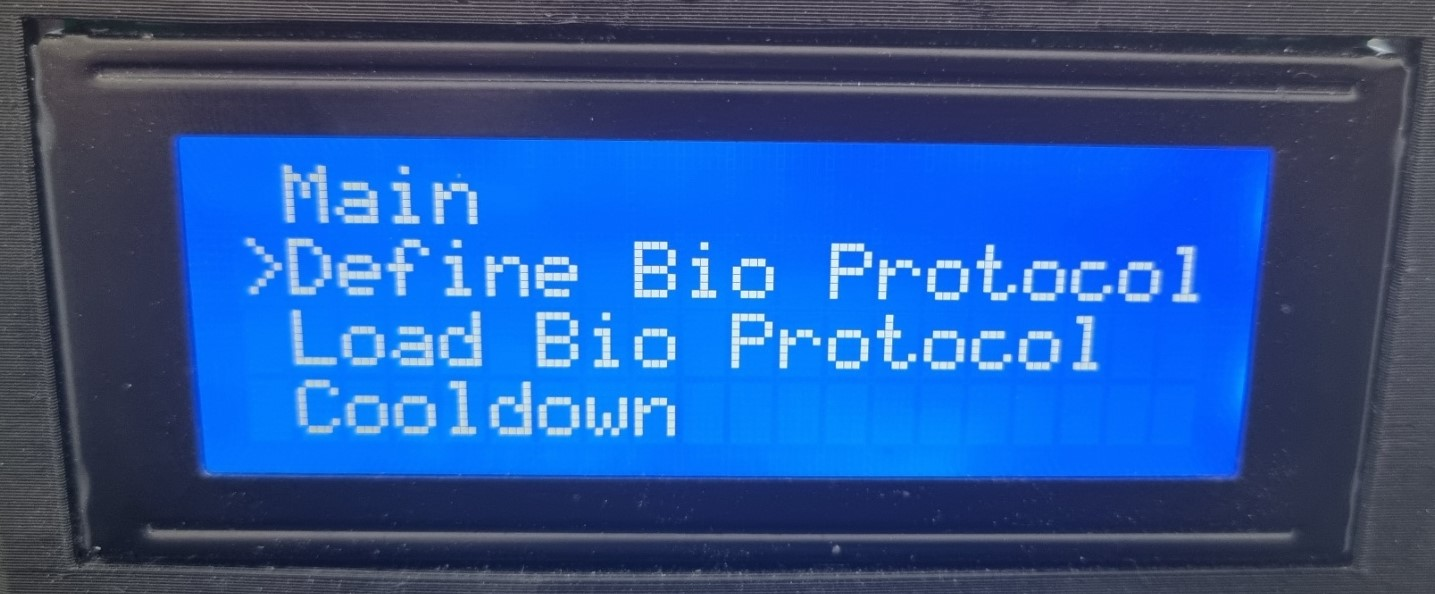 Main
>Define Bio Protocol
Load Bio Protocol
Cooldown